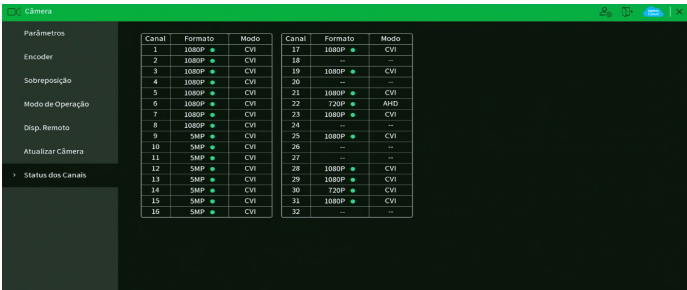 Câmera
Parâmetros
Encoder
Sobreposição
Modo de Operação
Disp. Remoto
Atualizar Câmera
Status dos Canais
Canal Formato Modo
1 1080P CVI
2 1080P CVI
3 1080P CVI
4 1080P CVI
5 1080P CVI
6 1080P CVI
7 1080P CVI
8 1080P CVI
9 5MP CVI
10 5MP CVI
11 5MP CVI
12 5MP CVI
13 5MP CVI
14 5MP CVI
15 5MP CVI
16 5MP CVI
Canal Formato Modo
17 1080P CVI
18 -- --
19 1080P CVI
20 -- --
21 1080P CVI
22 720P AHD
23 1080P CVI
24 -- --
25 1080P CVI
26 -- --
27 -- --
28 1080P CVI
29 1080P CVI
30 720P CVI
31 1080P CVI
32 -- --